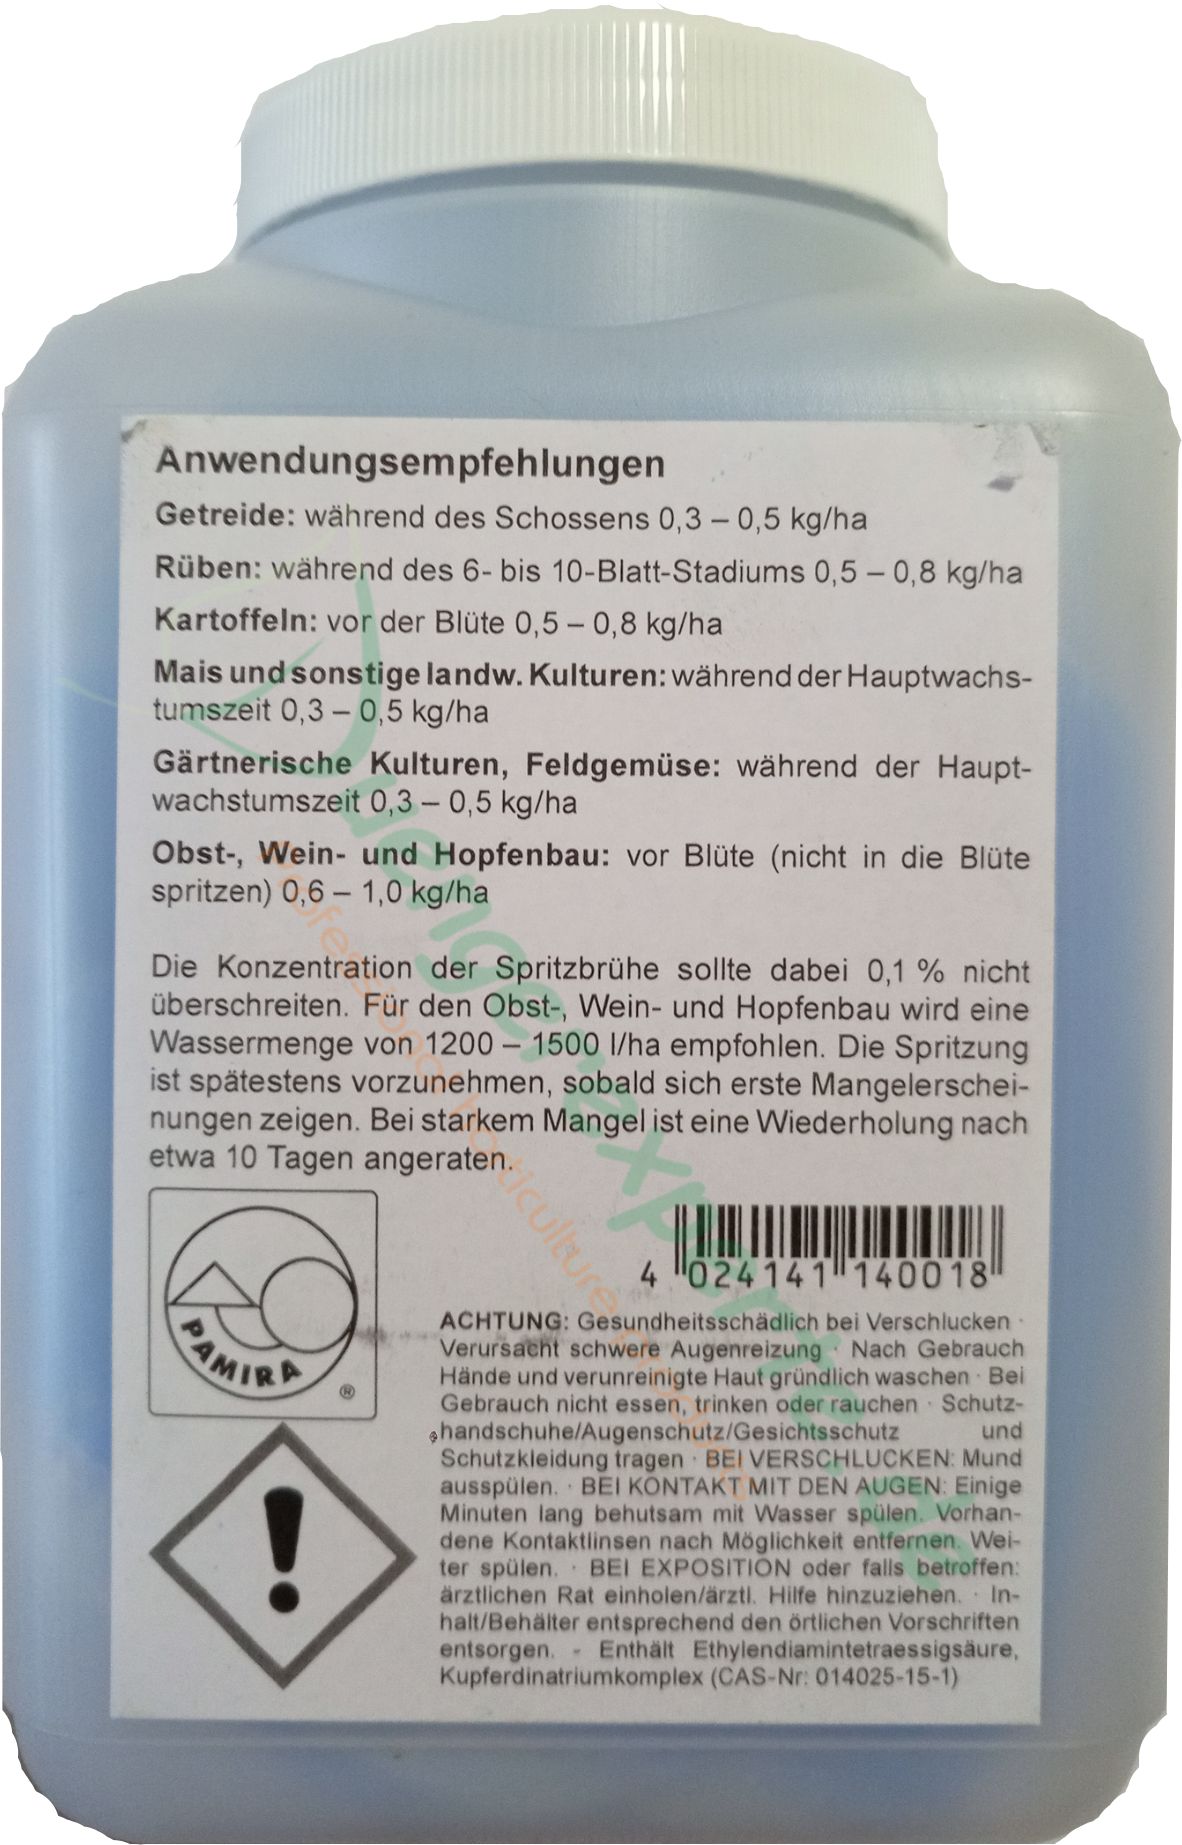 Anwendungsempfehlungen
Getreide: während des Schossens 0,3 – 0,5 kg/ha
Rüben: während des 6- bis 10-Blatt-Stadiums 0,5 – 0,8 kg/ha
Kartoffeln: vor der Blüte 0,5 – 0,8 kg/ha
Mais und sonstige landw. Kulturen: während der Hauptwachs-
tumszeit 0,3 – 0,5 kg/ha
Gärtnerische Kulturen, Feldgemüse: während der Haupt-
wachstumszeit 0,3 – 0,5 kg/ha
Obst-, Wein- und Hopfenbau: vor Blüte (nicht in die Blüte
spritzen) 0,6 – 1,0 kg/ha
Die Konzentration der Spritzbrühe sollte dabei 0,1 % nicht
überschreiten. Für den Obst-, Wein- und Hopfenbau wird eine
Wassermenge von 1200 – 1500 l/ha empfohlen. Die Spritzung
ist spätestens vorzunehmen, sobald sich erste Mangelerschei-
nungen zeigen. Bei starkem Mangel ist eine Wiederholung nach
etwa 10 Tagen angeraten.
PAMIRA
®
4 024141 140018
ACHTUNG: Gesundheitsschädlich bei Verschlucken ·
Verursacht schwere Augenreizung · Nach Gebrauch
Hände und verunreinigte Haut gründlich waschen · Bei
Gebrauch nicht essen, trinken oder rauchen · Schutz-
handschuhe/Augenschutz/Gesichtsschutz und
Schutzkleidung tragen · BEI VERSCHLUCKEN: Mund
ausspülen. · BEI KONTAKT MIT DEN AUGEN: Einige
Minuten lang behutsam mit Wasser spülen. Vorhan-
dene Kontaktlinsen nach Möglichkeit entfernen. Wei-
ter spülen. · BEI EXPOSITION oder falls betroffen:
ärztlichen Rat einholen/ärztl. Hilfe hinzuziehen. · In-
halt/Behälter entsprechend den örtlichen Vorschriften
entsorgen. - Enthält Ethylendiamintetraessigsäure,
Kupferdinatriumkomplex (CAS-Nr: 014025-15-1)
Duengerexperte.de
professional horticulture products